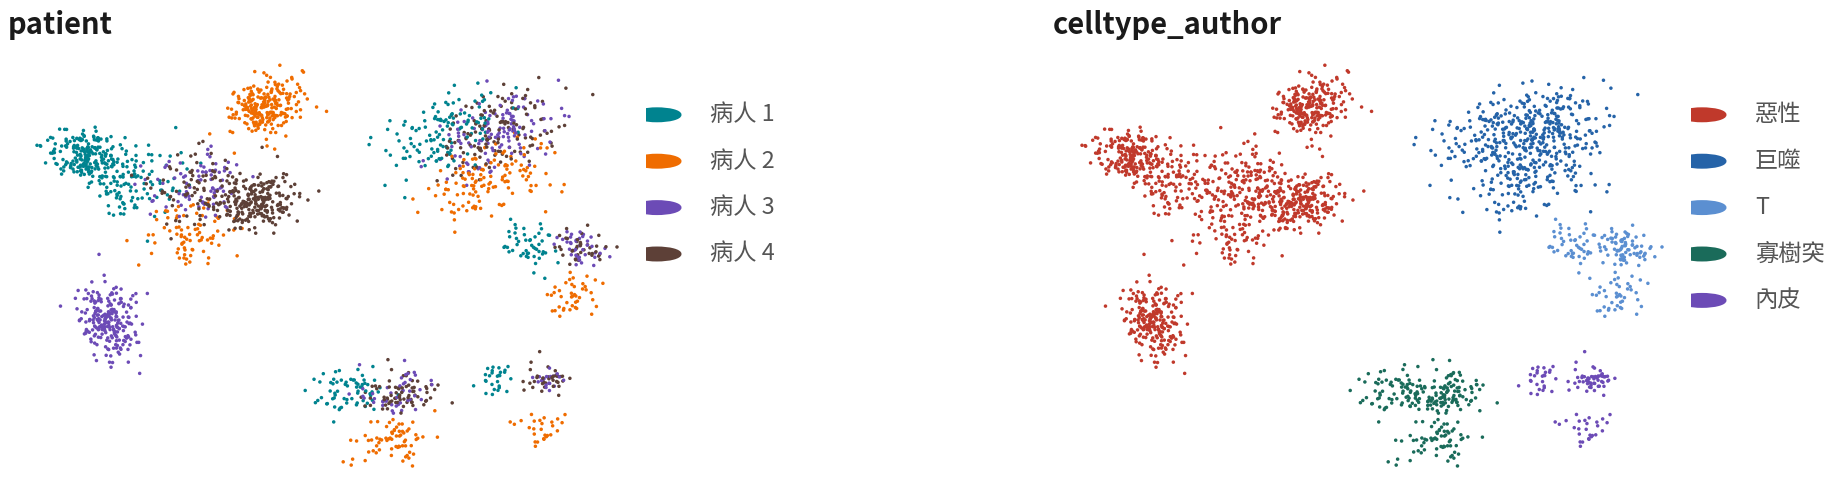 patient
病人 1
病人 2
病人 3
病人 4
celltype_author
惡性
巨噬
T
寡樹突
內皮